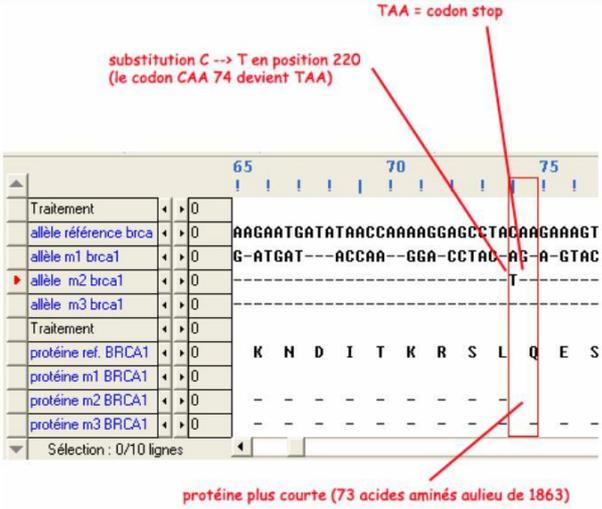 TAA = codon stop
substitution C --> T en position 220
(le codon CAA 74 devient TAA)
65 70 75
Traitement 0
allèle référence brca 0 AAGAATGATATAACCAAAAGGAGCCTACAAGAAAGT
allèle m1 brca1 0 G-ATGAT---ACCAA--GGA-CCTAC-AG-A-GTAC
allèle m2 brca1 0 ---------------------------T--------
allèle m3 brca1 0 ------------------------------------
Traitement 0
protéine ref. BRCA1 0 K N D I T K R S L Q E S
protéine m1 BRCA1 0
protéine m2 BRCA1 0 - - - - - - - - -
protéine m3 BRCA1 0 - - - - - - - - - - - -
Sélection : 0/10 lignes
protéine plus courte (73 acides aminés aulieu de 1863)